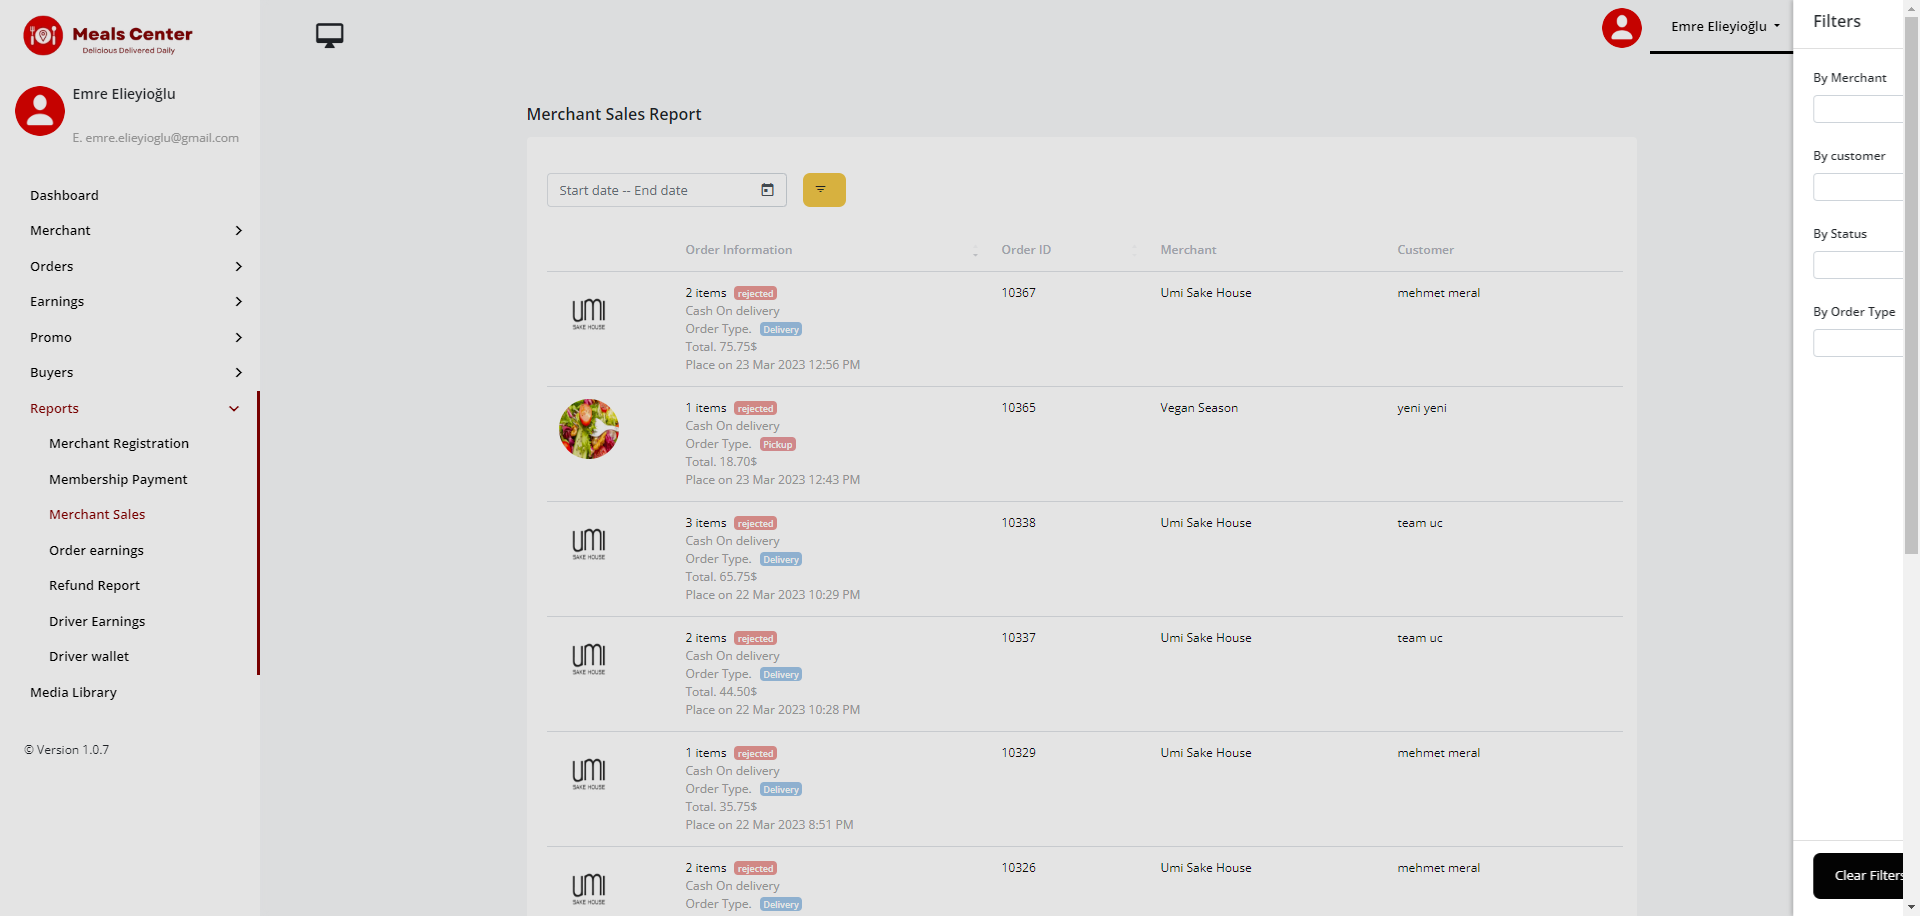 Meals Center
Delicious Delivered Daily
Emre Elieyioğlu
E. emre.elieyioglu@gmail.com
Dashboard
Merchant
Orders
Earnings
Promo
Buyers
Reports
Merchant Registration
Membership Payment
Merchant Sales
Order earnings
Refund Report
Driver Earnings
Driver wallet
Media Library
© Version 1.0.7
Emre Elieyioğlu
Merchant Sales Report
Start date -- End date
Order Information Order ID Merchant Customer
UMI SAKE HOUSE
2 items rejected 10367 Umi Sake House mehmet meral
Cash On delivery
Order Type. Delivery
Total. 75.75$
Place on 23 Mar 2023 12:56 PM
1 items rejected 10365 Vegan Season yeni yeni
Cash On delivery
Order Type. Pickup
Total. 18.70$
Place on 23 Mar 2023 12:43 PM
UMI SAKE HOUSE
3 items rejected 10338 Umi Sake House team uc
Cash On delivery
Order Type. Delivery
Total. 65.75$
Place on 22 Mar 2023 10:29 PM
UMI SAKE HOUSE
2 items rejected 10337 Umi Sake House team uc
Cash On delivery
Order Type. Delivery
Total. 44.50$
Place on 22 Mar 2023 10:28 PM
UMI SAKE HOUSE
1 items rejected 10329 Umi Sake House mehmet meral
Cash On delivery
Order Type. Delivery
Total. 35.75$
Place on 22 Mar 2023 8:51 PM
UMI SAKE HOUSE
2 items rejected 10326 Umi Sake House mehmet meral
Cash On delivery
Order Type. Delivery
Filters
By Merchant
By customer
By Status
By Order Type
Clear Filters